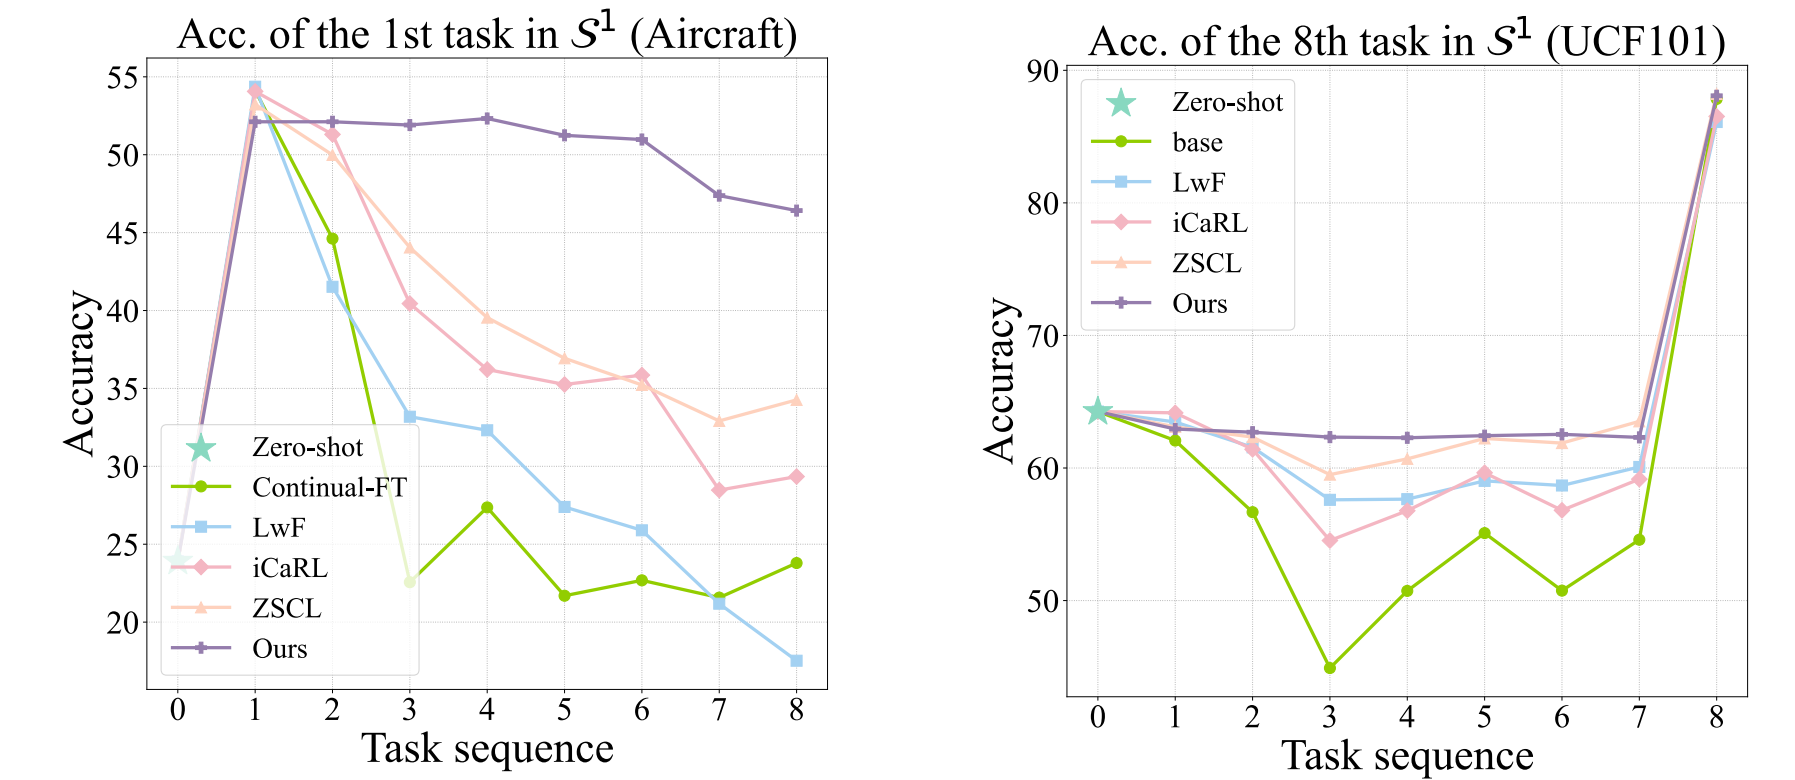 Acc. of the 1st task in S¹ (Aircraft)
55
50
45
40
35
30
25
20
Accuracy
Zero-shot
Continual-FT
LwF
iCaRL
ZSCL
Ours
0 1 2 3 4 5 6 7 8
Task sequence
Acc. of the 8th task in S¹ (UCF101)
90
80
70
60
50
Accuracy
Zero-shot
base
LwF
iCaRL
ZSCL
Ours
0 1 2 3 4 5 6 7 8
Task sequence